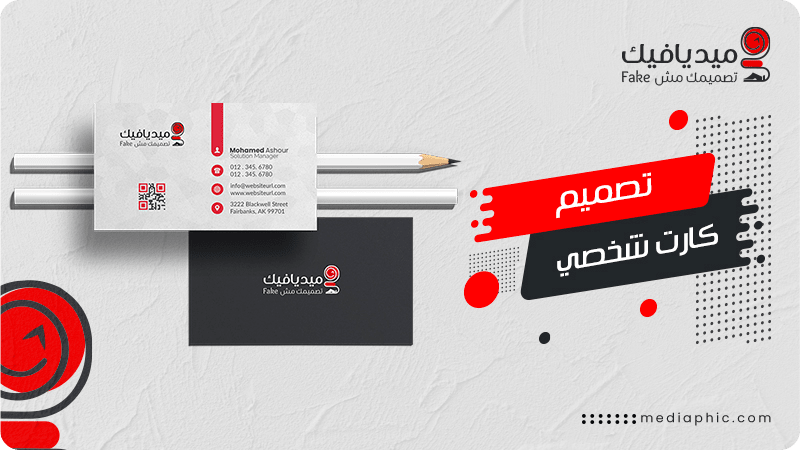 ميديافيك
تصميمك مش Fake
ميديافيك
تصميمك مش Fake
Mohamed Ashour
Solution Manager
012 . 345. 6780
012 . 345. 6780
info@websiteurl.com
www.websiteurl.com
3222 Blackwell Street
Fairbanks, AK 99701
تصميم
كارت شخصي
ميديافيك
تصميمك مش Fake
mediaphic.com